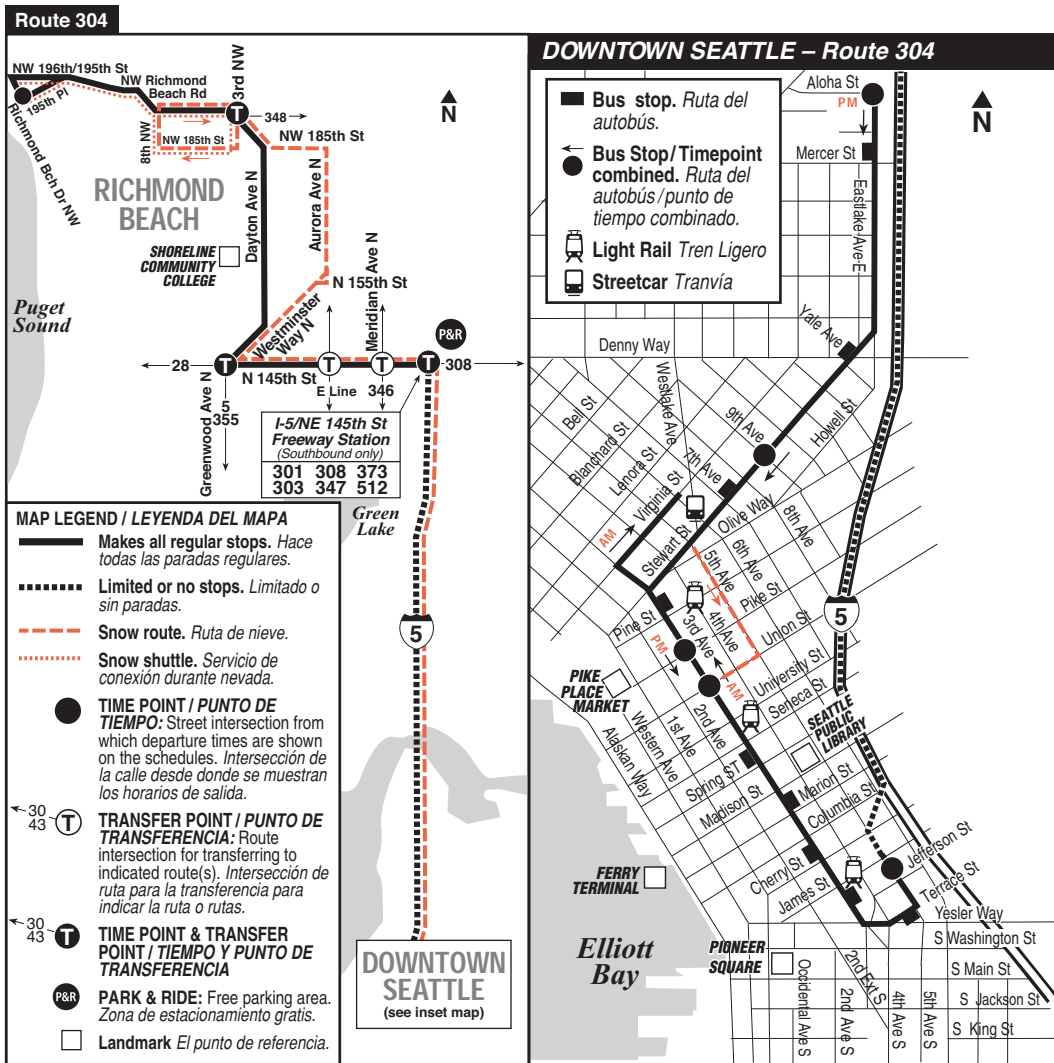 Route 304
NW 196th/195th St
195th Pl
Richmond Bch Dr NW
NW Richmond
Beach Rd
3rd NW
348
8th NW
NW 185th St
NW 185th St
N
RICHMOND
BEACH
Dayton Ave N
Aurora Ave N
SHORELINE
COMMUNITY
COLLEGE
N 155th St
Meridian Ave N
Puget
Sound
Westminster
Way N
P&R
28
T
T
T
T
T
308
N 145th St
E Line
346
Greenwood Ave N
5
355
I-5/NE 145th St
Freeway Station
(Southbound only)
301 308 373
303 347 512
Green
Lake
5
DOWNTOWN
SEATTLE
(see inset map)
MAP LEGEND / LEYENDA DEL MAPA
Makes all regular stops. Hace
todas las paradas regulares.
Limited or no stops. Limitado o
sin paradas.
Snow route. Ruta de nieve.
Snow shuttle. Servicio de
conexión durante nevada.
TIME POINT / PUNTO DE
TIEMPO: Street intersection from
which departure times are shown
on the schedules. Intersección de
la calle desde donde se muestran
los horarios de salida.
30
43
T
TRANSFER POINT / PUNTO DE
TRANSFERENCIA: Route
intersection for transferring to
indicated route(s). Intersección de
ruta para la transferencia para
indicar la ruta o rutas.
30
43
T
TIME POINT & TRANSFER
POINT / TIEMPO Y PUNTO DE
TRANSFERENCIA
P&R
PARK & RIDE: Free parking area.
Zona de estacionamiento gratis.
Landmark El punto de referencia.
DOWNTOWN SEATTLE – Route 304
Bus stop. Ruta del
autobús.
Bus Stop/Timepoint
combined. Ruta del
autobús/punto de
tiempo combinado.
Light Rail Tren Ligero
Streetcar Tranvía
Aloha St
PM
N
Mercer St
Eastlake-Ave-E
Yale Ave
Denny Way
Westlake Ave
Bell St
Blanchard St
Lenora St
Virginia St
9th Ave
Howell St
7th Ave
AM
Stewart St
Olive Way
8th Ave
6th Ave
5th Ave
Pike St
4th Ave
Union St
Pine St
3rd Ave
PM
AM
University St
Seneca St
5
PIKE
PLACE
MARKET
2nd Ave
1st Ave
Western Ave
Alaskan Way
SEATTLE
PUBLIC
LIBRARY
Spring ST
Madison St
Marion St
Columbia St
Cherry St
James St
Jefferson St
Terrace St
FERRY
TERMINAL
Yesler Way
Elliott
Bay
PIONEER
SQUARE
S Washington St
S Main St
S Jackson St
S King St
Occidental Ave S
2nd Ave S
2nd Ext S
4th Ave S
5th Ave S